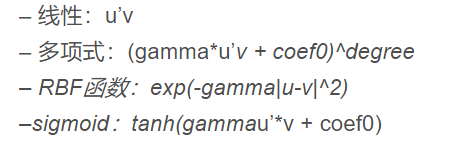 – 线性：u’v
– 多项式：(gamma*u’v + coef0)^degree
– RBF函数：exp(-gamma|u-v|^2)
–sigmoid：tanh(gammau’*v + coef0)